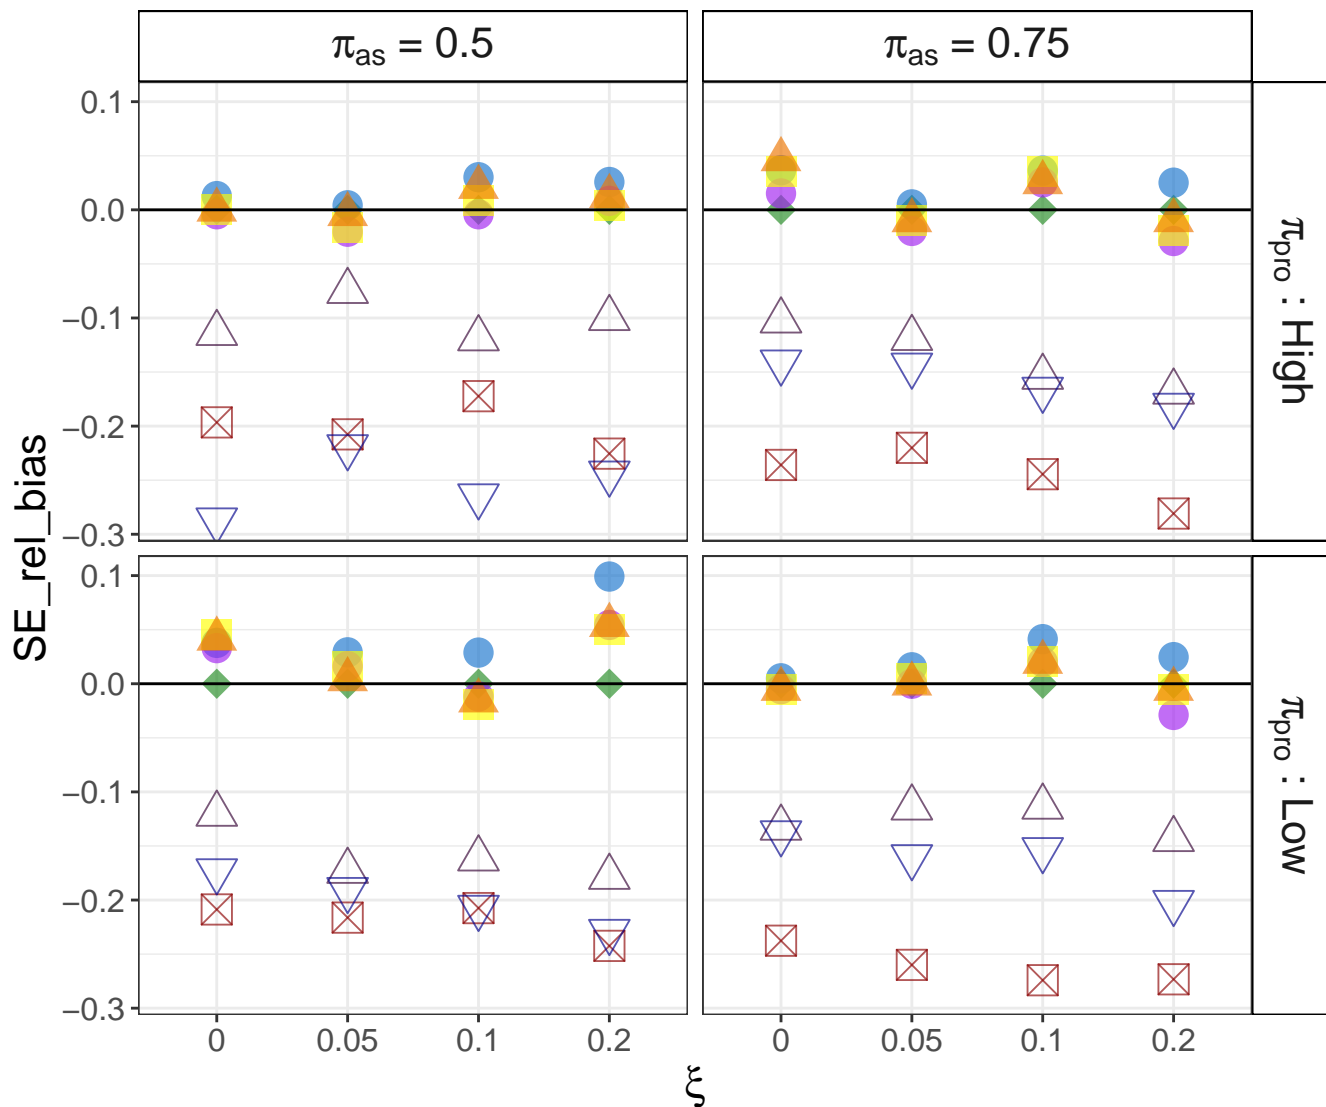 π_as = 0.5
π_as = 0.75
0.1
0.0
−0.1
−0.2
−0.3
π_pro : High
0.1
0.0
−0.1
−0.2
−0.3
π_pro : Low
SE_rel_bias
0 0.05 0.1 0.2
0 0.05 0.1 0.2
ξ